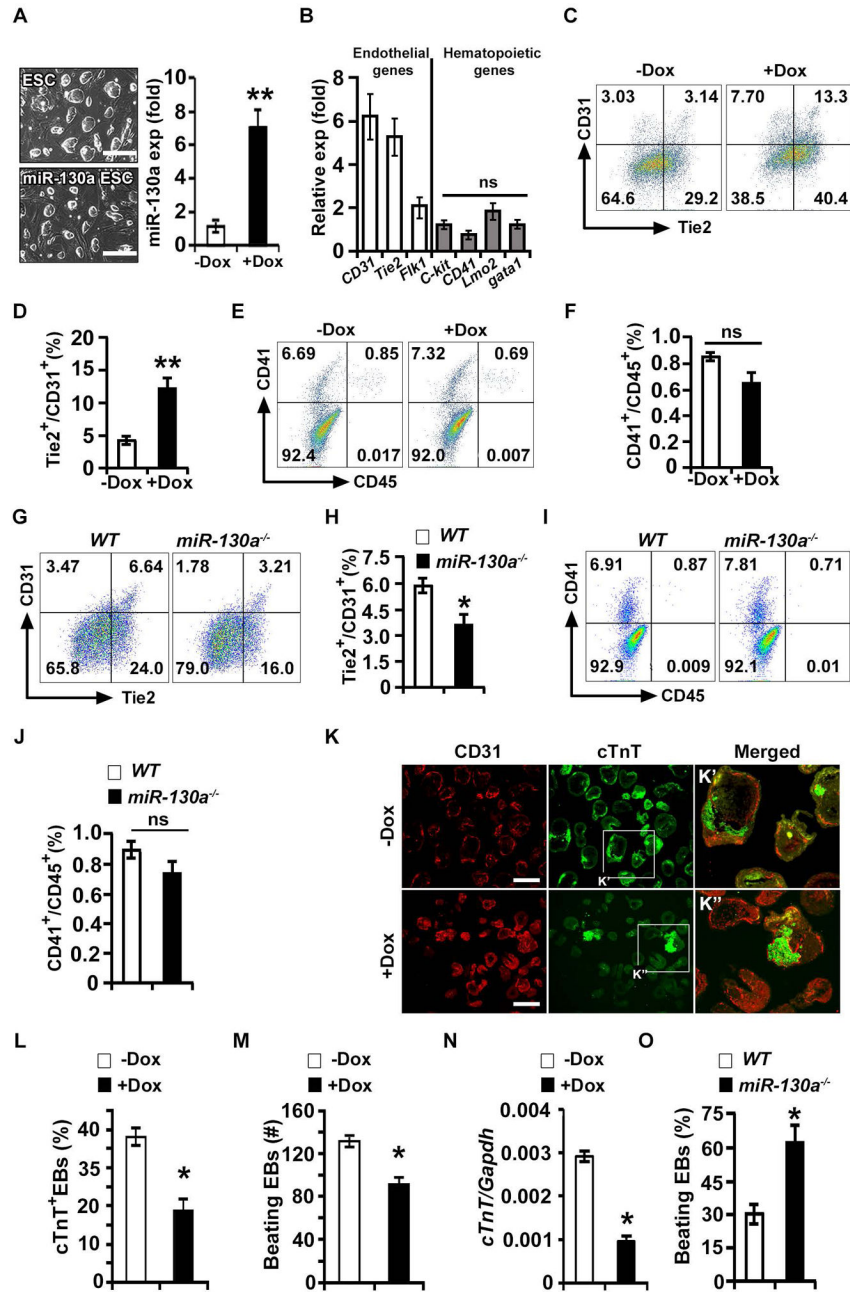 A
ESC
miR-130a ESC
miR-130a exp (fold)
10
8
6
4
2
0
**
-Dox
+Dox
B
Endothelial
genes
Hematopoietic
genes
Relative exp (fold)
8
6
4
2
0
ns
CD31
Tie2
Flk1
C-kit
CD41
Lmo2
gata1
C
-Dox
+Dox
CD31
3.03
3.14
7.70
13.3
64.6
29.2
38.5
40.4
Tie2
D
Tie2+/CD31+(%)
20
15
10
5
0
**
-Dox
+Dox
E
-Dox
+Dox
CD41
6.69
0.85
7.32
0.69
92.4
0.017
92.0
0.007
CD45
F
CD41+/CD45+(%)
1.0
0.8
0.6
0.4
0.2
0
ns
-Dox
+Dox
G
WT
miR-130a-/-
CD31
3.47
6.64
1.78
3.21
65.8
24.0
79.0
16.0
Tie2
H
WT
miR-130a-/-
Tie2+/CD31+(%)
7.5
6.0
4.5
3.0
1.5
0
*
I
WT
miR-130a-/-
CD41
6.91
0.87
7.81
0.71
92.9
0.009
92.1
0.01
CD45
J
WT
miR-130a-/-
ns
CD41+/CD45+(%)
1.0
0.8
0.6
0.4
0.2
0
K
CD31
cTnT
Merged
-Dox
K'
K'
+Dox
K"
K"
L
-Dox
+Dox
cTnT+EBs (%)
40
35
20
10
0
*
M
-Dox
+Dox
Beating EBs (#)
160
120
80
40
0
*
N
-Dox
+Dox
cTnT/Gapdh
0.004
0.003
0.002
0.001
0
*
O
WT
miR-130a-/-
Beating EBs (%)
75
60
45
30
15
0
*